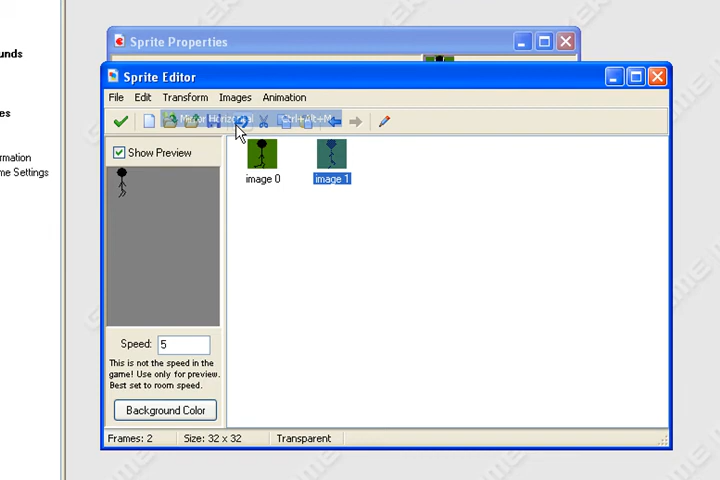 unds
es
rmation
me Settings
Sprite Properties
Sprite Editor
File Edit Transform Images Animation
Mirror Horizontal Ctrl+Alt+M
Show Preview
image 0 image 1
Speed: 5
This is not the speed in the
game! Use only for preview.
Best set to room speed.
Background Color
Frames: 2 Size: 32 x 32 Transparent